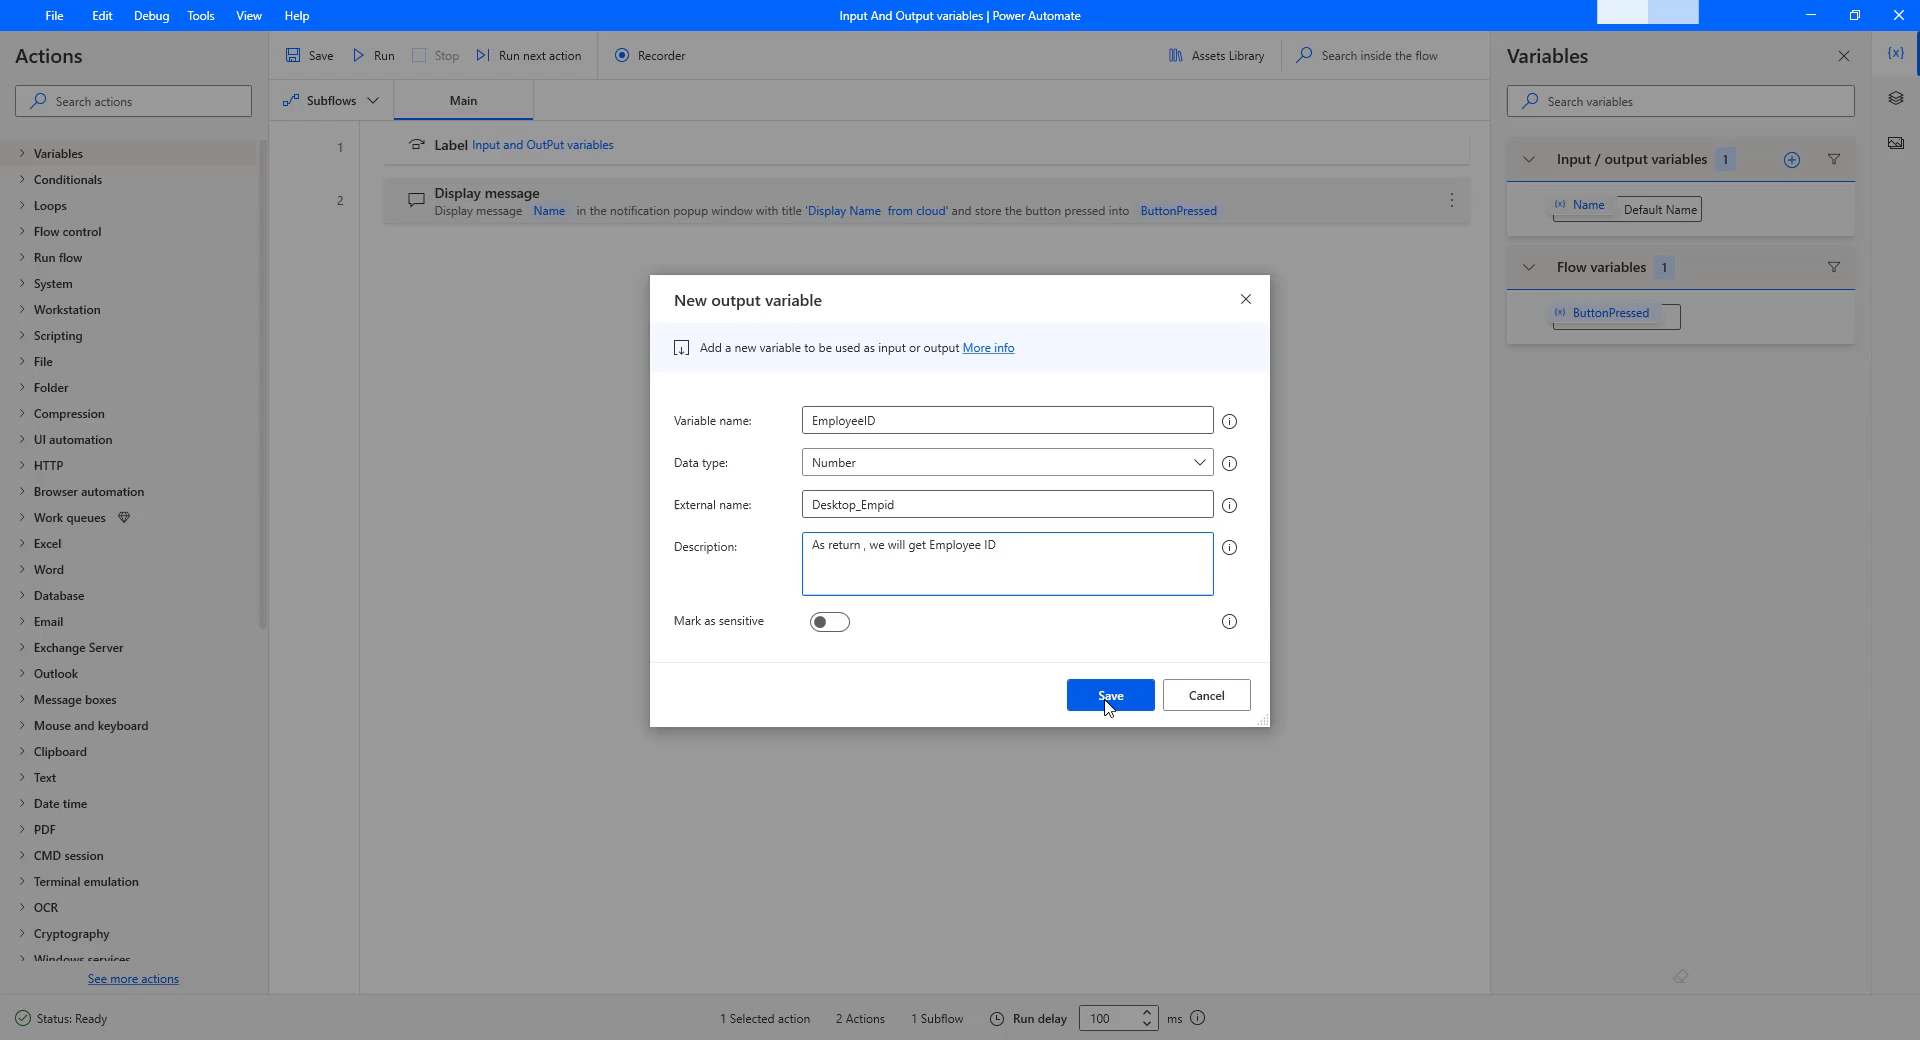 File Edit Debug Tools View Help
Input And Output variables | Power Automate
Actions
Search actions
Variables
Conditionals
Loops
Flow control
Run flow
System
Workstation
Scripting
File
Folder
Compression
UI automation
HTTP
Browser automation
Work queues
Excel
Word
Database
Email
Exchange Server
Outlook
Message boxes
Mouse and keyboard
Clipboard
Text
Date time
PDF
CMD session
Terminal emulation
OCR
Cryptography
Windows services
See more actions
Save Run Stop Run next action Recorder
Assets Library Search inside the flow
Subflows Main
1 Label Input and OutPut variables
2 Display message
Display message Name in the notification popup window with title 'Display Name from cloud' and store the button pressed into ButtonPressed
New output variable
Add a new variable to be used as input or output More info
Variable name: EmployeeID
Data type: Number
External name: Desktop_Empid
Description: As return , we will get Employee ID
Mark as sensitive
Save Cancel
Variables
{x}
Search variables
Input / output variables 1
(x) Name Default Name
Flow variables 1
(x) ButtonPressed
Status: Ready
1 Selected action 2 Actions 1 Subflow Run delay 100 ms